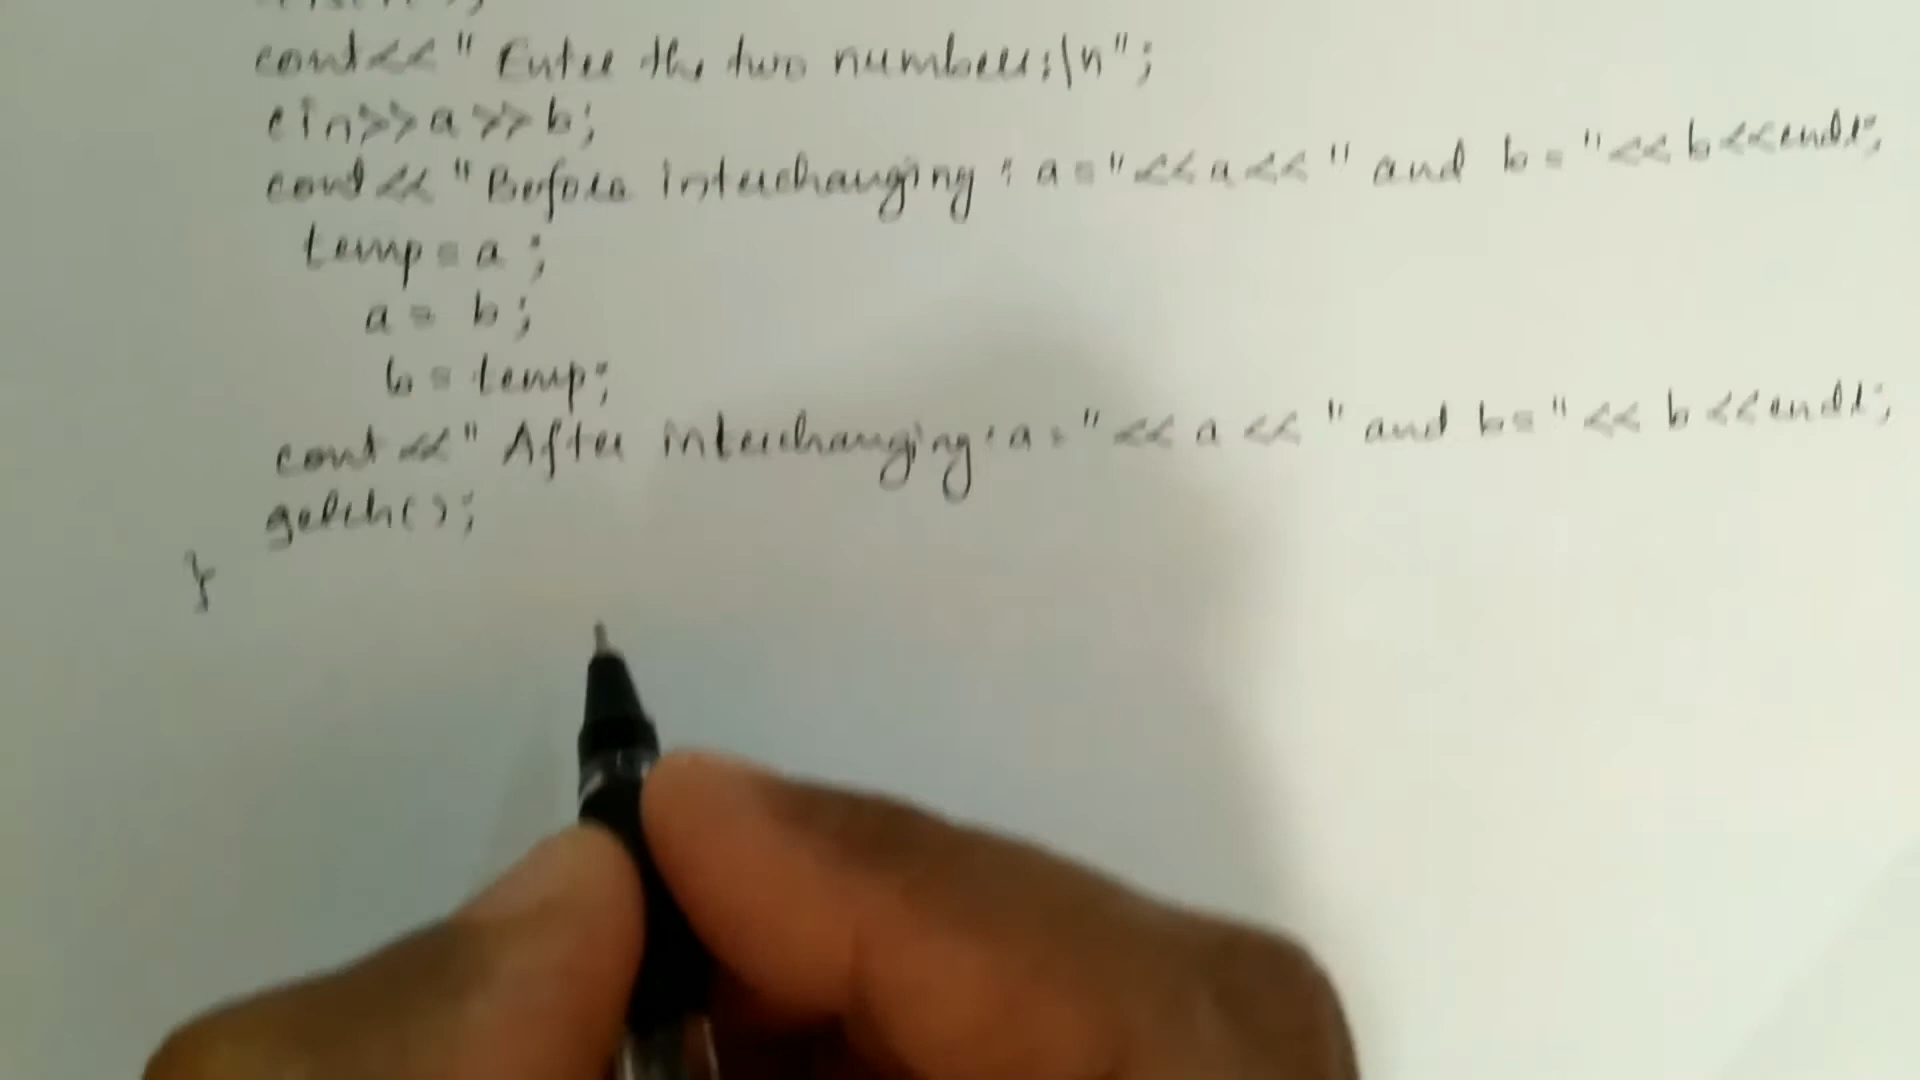 cout<<" Enter the two numbers:\n";
cin>>a>>b;
cout<<"Before interchanging : a="<<a<<" and b="<<b<<endl;
temp=a;
a= b;
b=temp;
cout<<" After interchanging:a="<<a<<" and b="<<b<<endl;
getch();
}